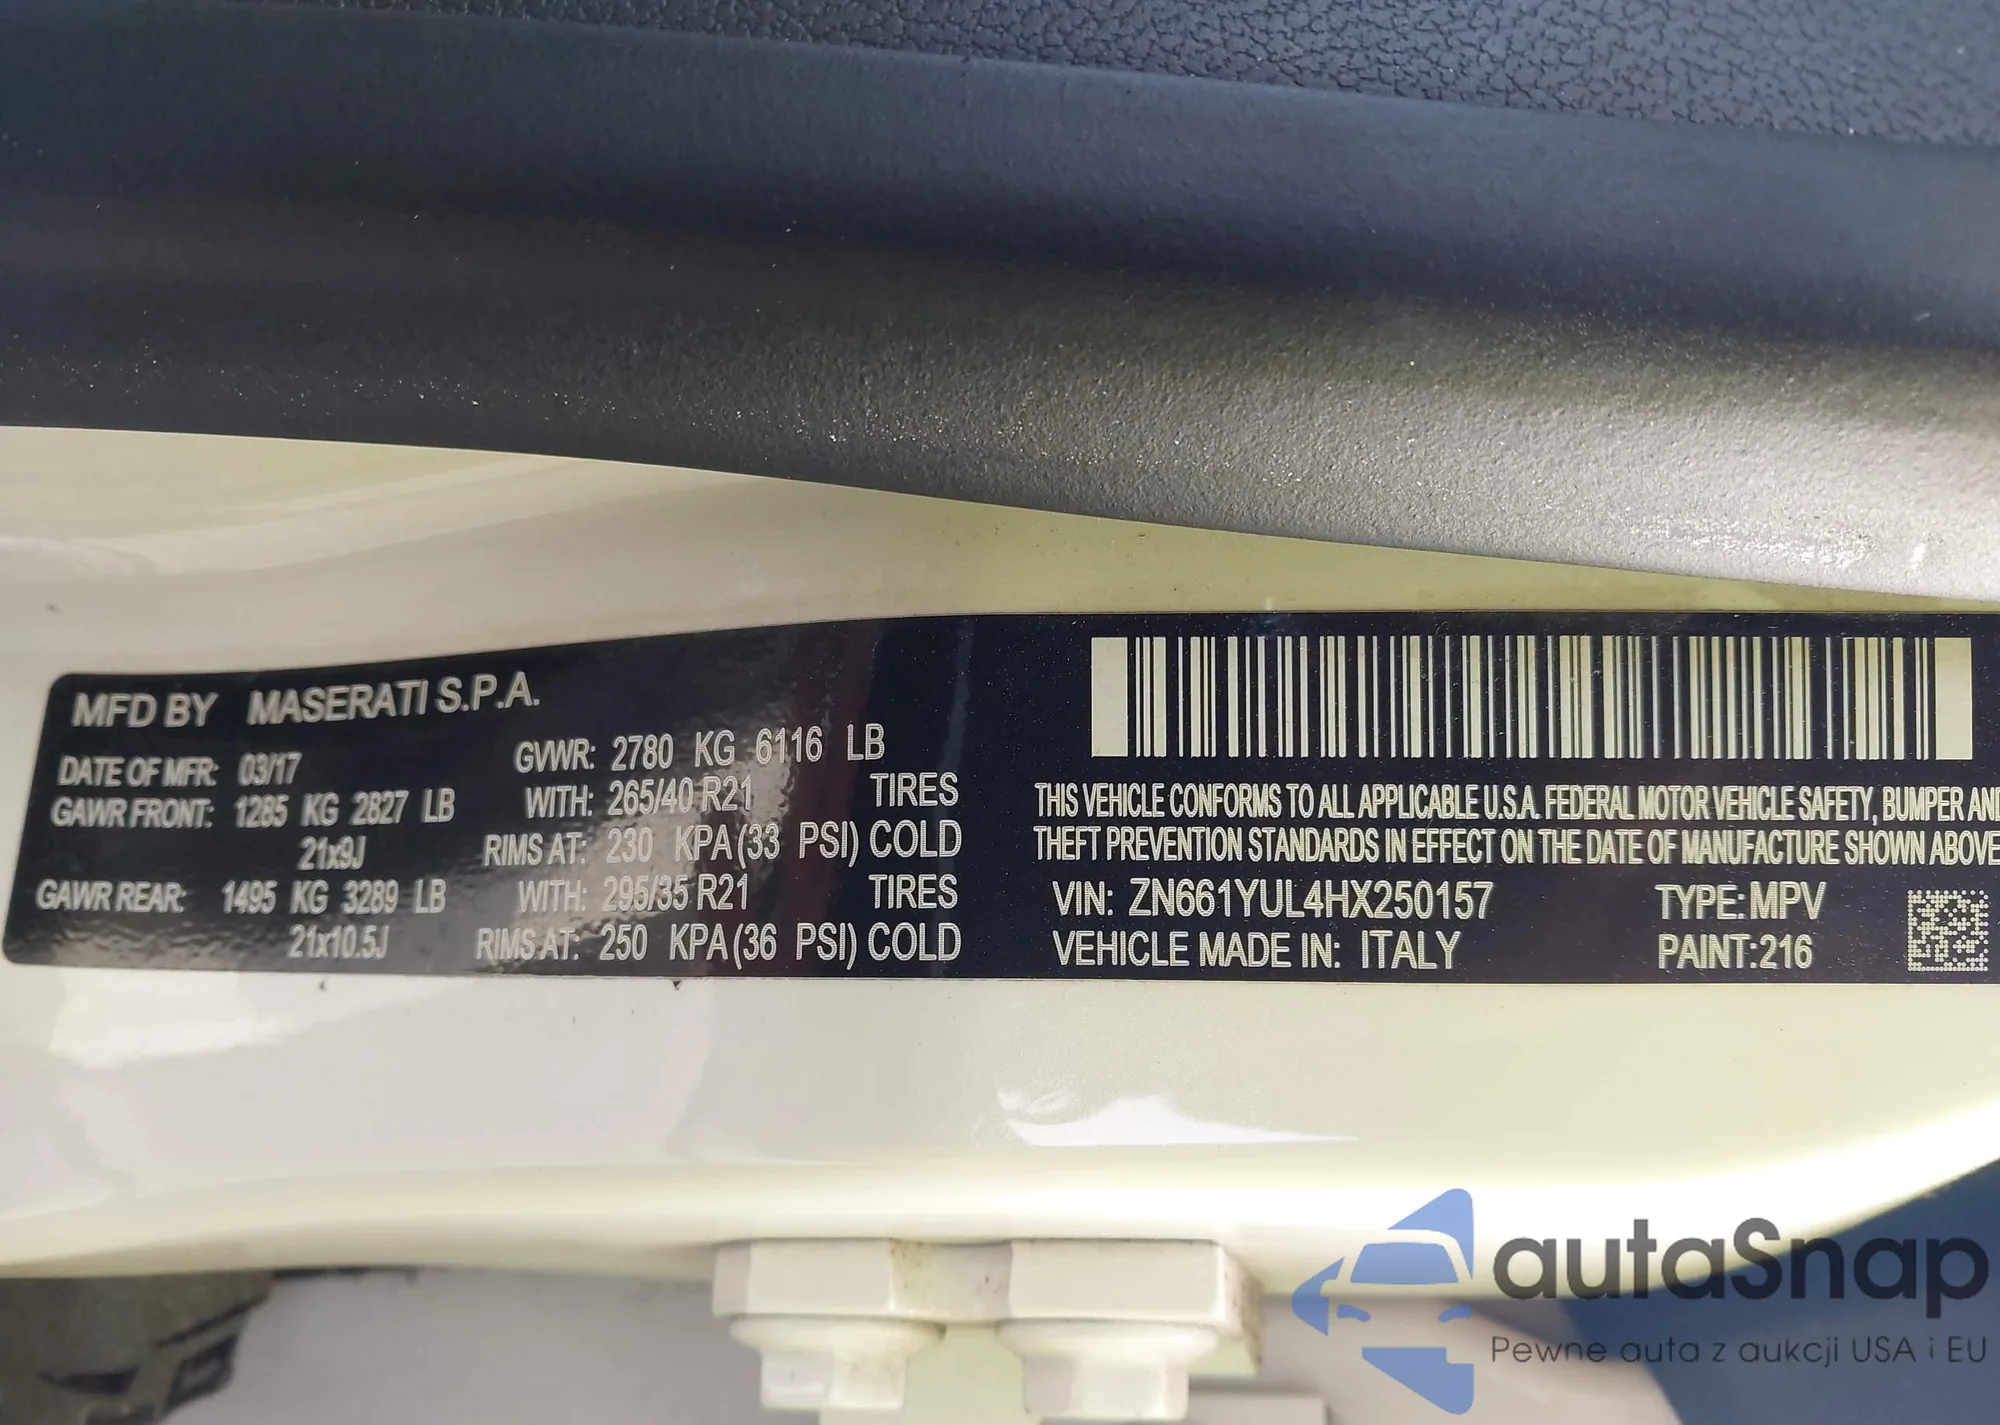 MFD BY MASERATI S.P.A.
DATE OF MFR: 03/17
GVWR: 2780 KG 6116 LB
GAWR FRONT: 1285 KG 2827 LB
WITH: 265/40 R21 TIRES
21x9J
RIMS AT: 230 KPA (33 PSI) COLD
GAWR REAR: 1495 KG 3289 LB
WITH: 295/35 R21 TIRES
21x10.5J
RIMS AT: 250 KPA (36 PSI) COLD
THIS VEHICLE CONFORMS TO ALL APPLICABLE U.S.A. FEDERAL MOTOR VEHICLE SAFETY, BUMPER AND
THEFT PREVENTION STANDARDS IN EFFECT ON THE DATE OF MANUFACTURE SHOWN ABOVE
VIN: ZN661YUL4HX250157 TYPE: MPV
VEHICLE MADE IN: ITALY PAINT: 216
autaSnap
Pewne auta z aukcji USA i EU